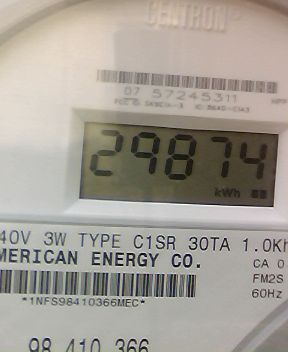 CENTRON®
07 57245311
29874
kWh
40V 3W TYPE C1SR 30TA 1.0Kh
MERICAN ENERGY CO.
CA 0
FM2S
60Hz
*1NFS98410366MEC*
98 410 366